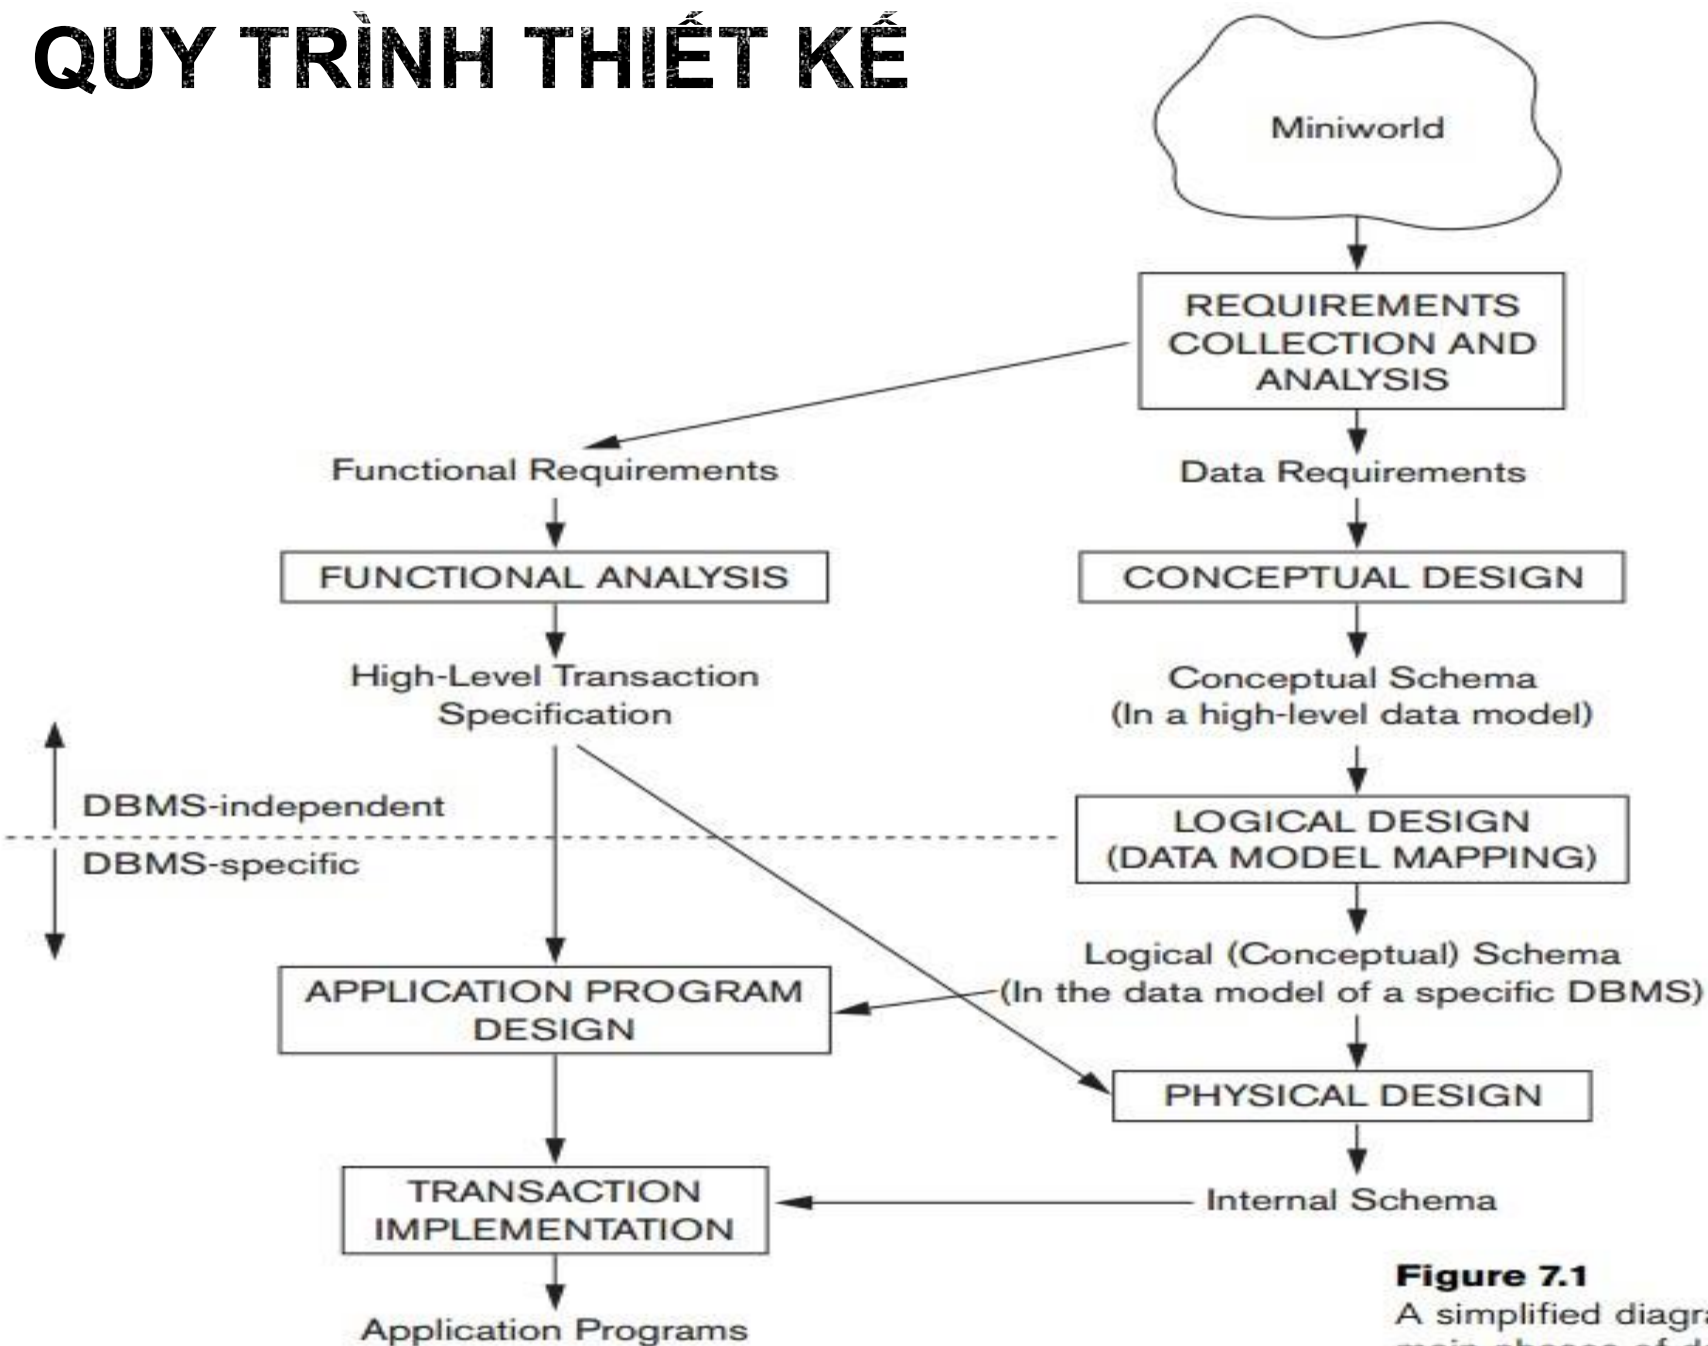 QUY TRÌNH THIẾT KẾ
Miniworld
REQUIREMENTS
COLLECTION AND
ANALYSIS
Functional Requirements
Data Requirements
FUNCTIONAL ANALYSIS
CONCEPTUAL DESIGN
High-Level Transaction
Specification
Conceptual Schema
(In a high-level data model)
DBMS-independent
DBMS-specific
LOGICAL DESIGN
(DATA MODEL MAPPING)
Logical (Conceptual) Schema
(In the data model of a specific DBMS)
APPLICATION PROGRAM
DESIGN
PHYSICAL DESIGN
TRANSACTION
IMPLEMENTATION
Internal Schema
Application Programs
Figure 7.1
A simplified